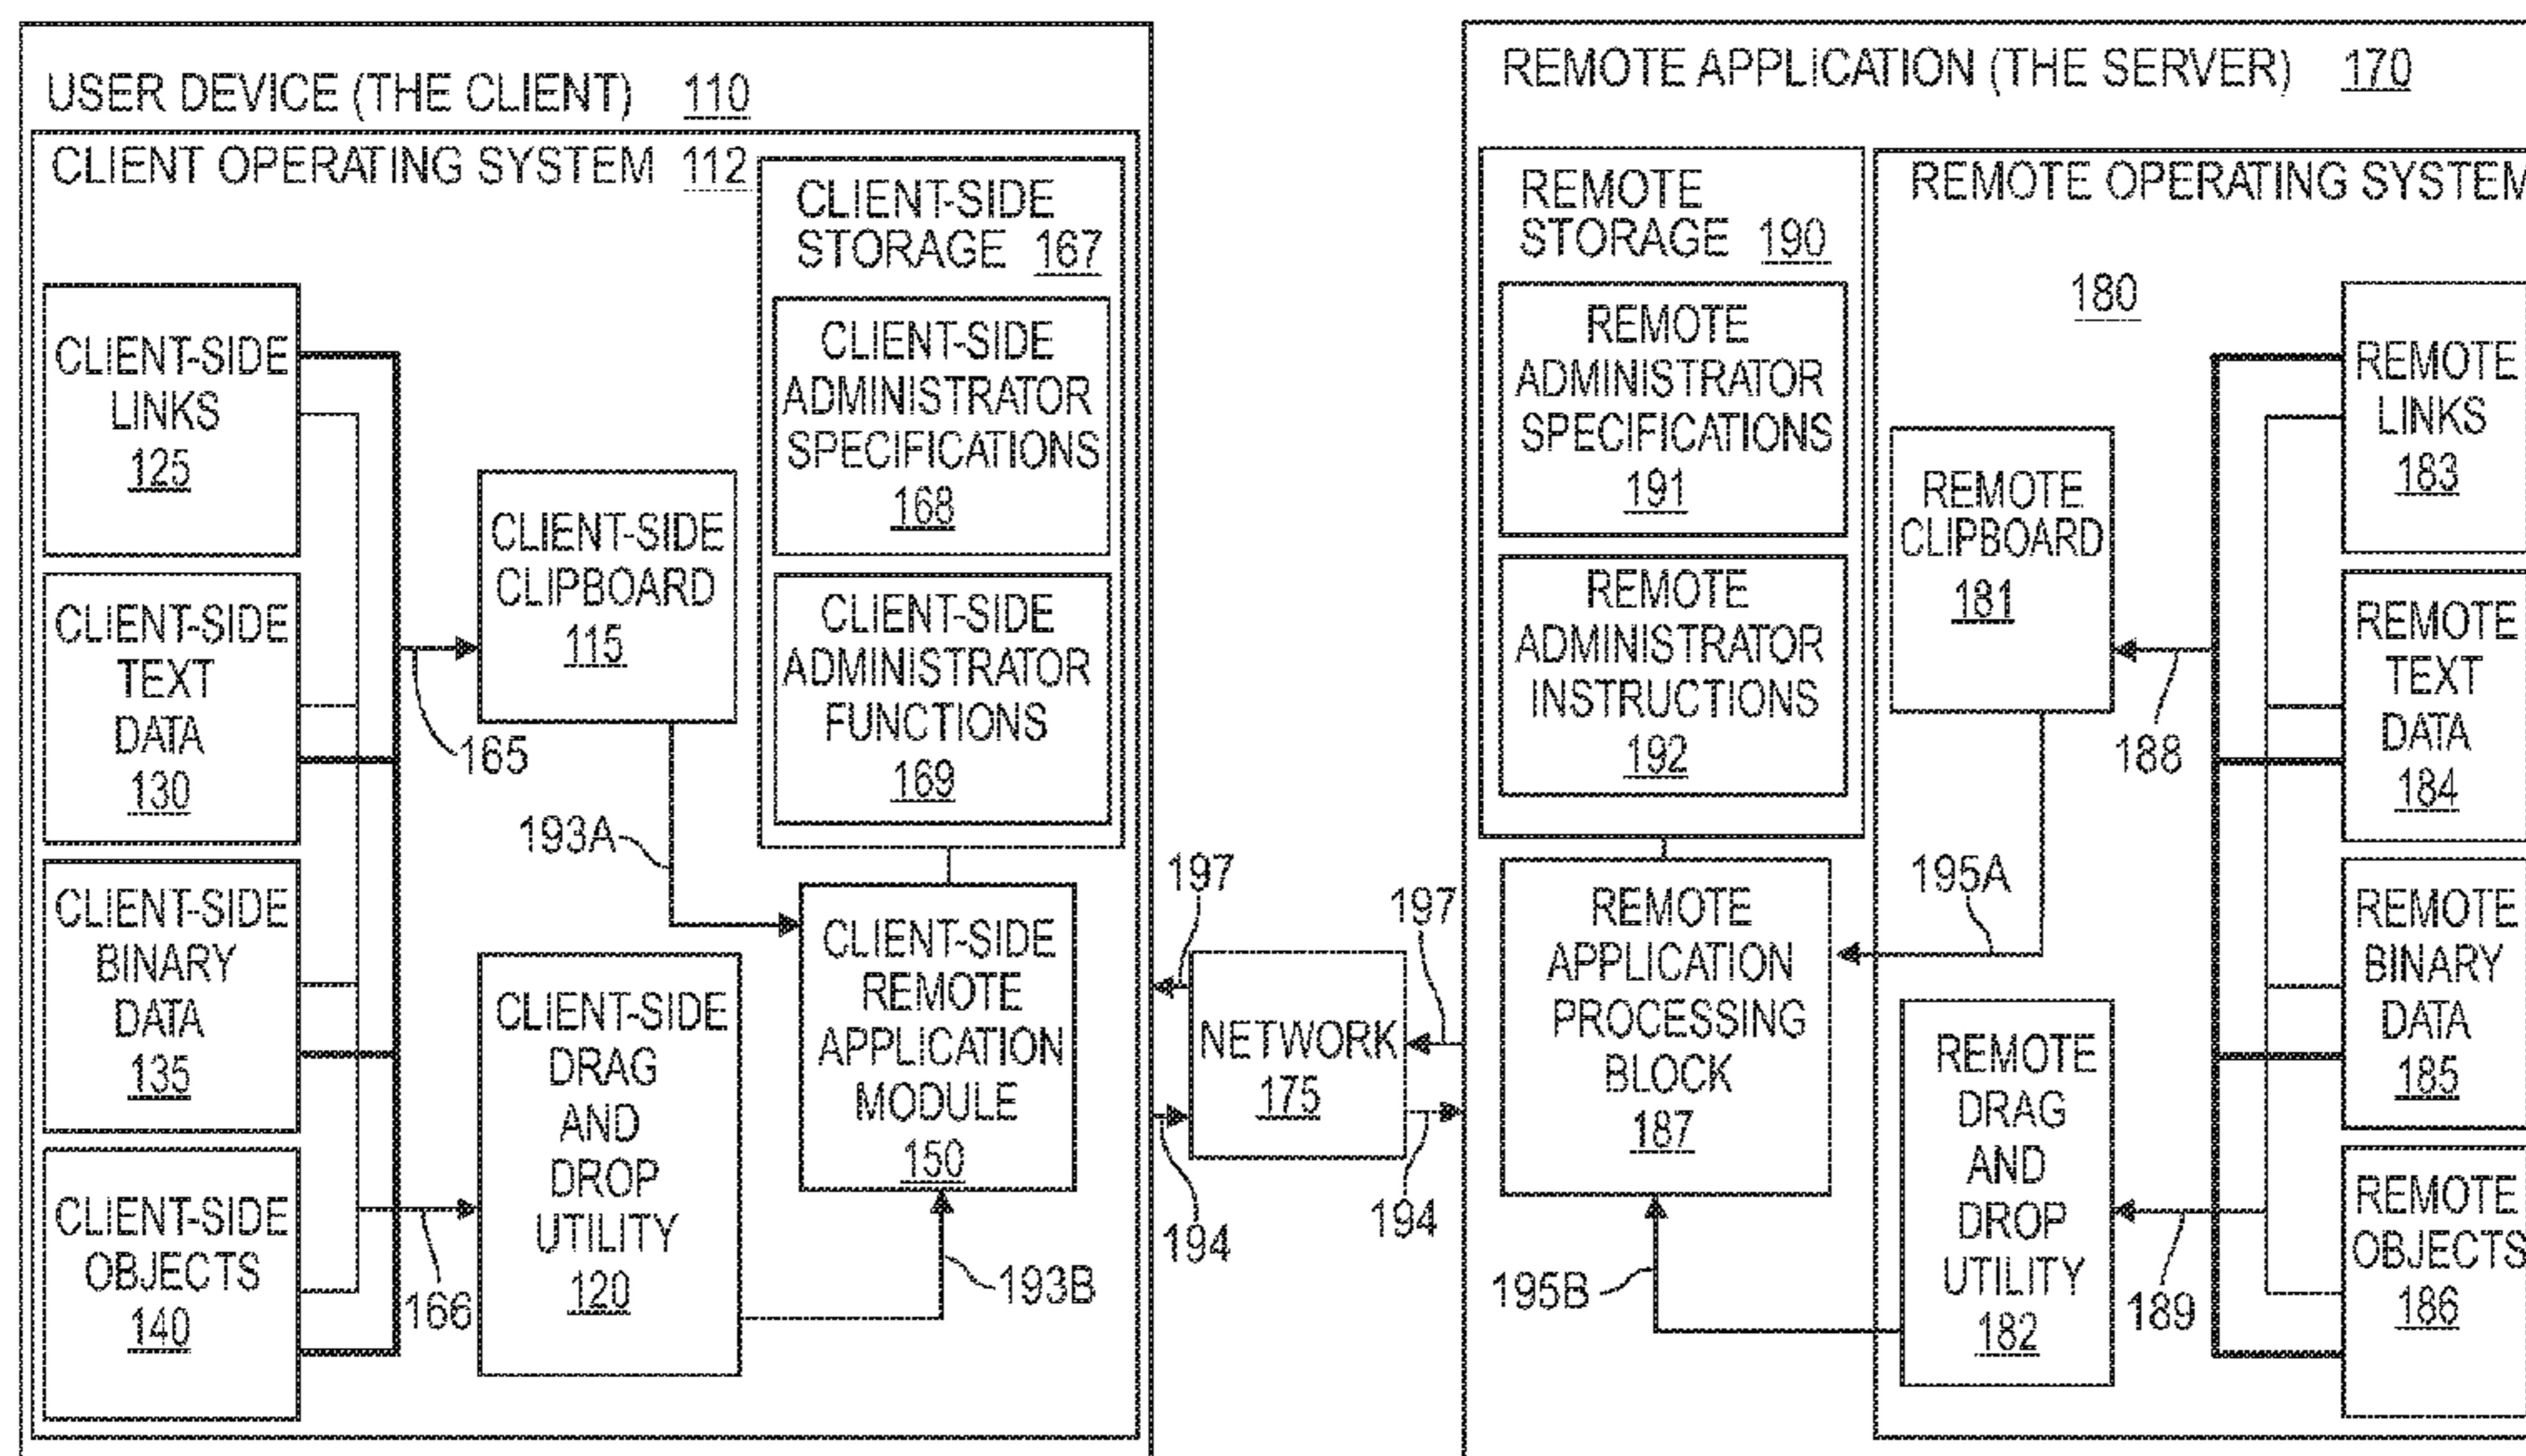 USER DEVICE (THE CLIENT) 110
CLIENT OPERATING SYSTEM 112
CLIENT-SIDE
LINKS
125
CLIENT-SIDE
TEXT
DATA
130
CLIENT-SIDE
BINARY
DATA
135
CLIENT-SIDE
OBJECTS
140
165
166
CLIENT-SIDE
CLIPBOARD
115
193A
CLIENT-SIDE
DRAG
AND
DROP
UTILITY
120
193B
CLIENT-SIDE
STORAGE 167
CLIENT-SIDE
ADMINISTRATOR
SPECIFICATIONS
168
CLIENT-SIDE
ADMINISTRATOR
FUNCTIONS
169
CLIENT-SIDE
REMOTE
APPLICATION
MODULE
150
197
194
NETWORK
175
197
194
REMOTE APPLICATION (THE SERVER) 170
REMOTE
STORAGE 190
REMOTE
ADMINISTRATOR
SPECIFICATIONS
191
REMOTE
ADMINISTRATOR
INSTRUCTIONS
192
REMOTE
APPLICATION
PROCESSING
BLOCK
187
195A
195B
REMOTE OPERATING SYSTEM
180
REMOTE
CLIPBOARD
181
188
REMOTE
DRAG
AND
DROP
UTILITY
182
189
REMOTE
LINKS
183
REMOTE
TEXT
DATA
184
REMOTE
BINARY
DATA
185
REMOTE
OBJECTS
186